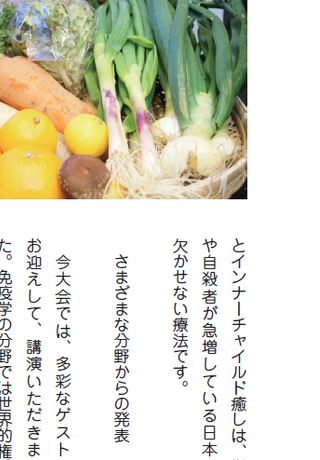 とインナーチャイルド癒しは、
や自殺者が急増している日本
欠かせない療法です。
さまざまな分野からの発表
今大会では、多彩なゲスト
お迎えして、講演いただきま
た。免疫学の分野では世界的権